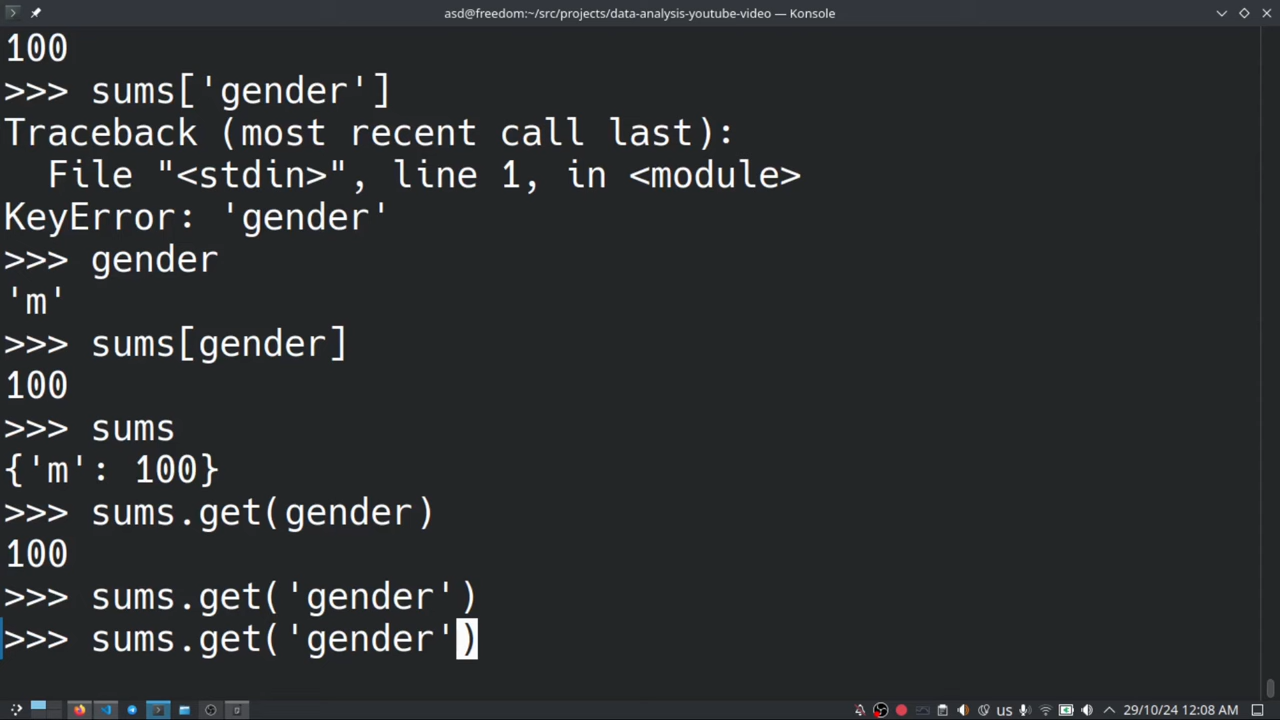 asd@freedom:~/src/projects/data-analysis-youtube-video — Konsole
100
>>> sums['gender']
Traceback (most recent call last):
  File "<stdin>", line 1, in <module>
KeyError: 'gender'
>>> gender
'm'
>>> sums[gender]
100
>>> sums
{'m': 100}
>>> sums.get(gender)
100
>>> sums.get('gender')
>>> sums.get('gender')
us 29/10/24 12:08 AM